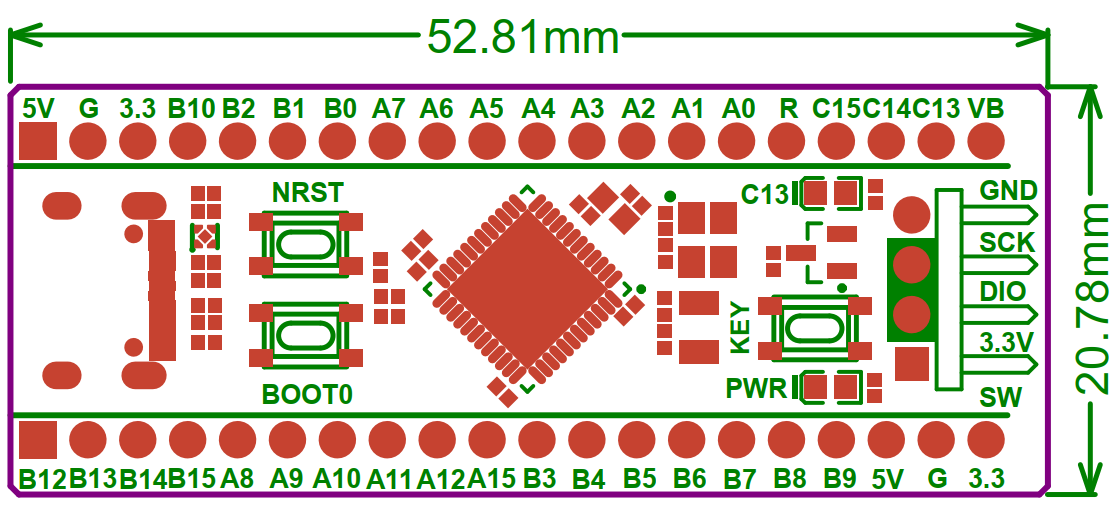 52.81mm
5V G 3.3 B10 B2 B1 B0 A7 A6 A5 A4 A3 A2 A1 A0 R C15 C14 C13 VB
NRST
C13
GND
SCK
DIO
3.3V
SW
KEY
BOOT0
PWR
20.78mm
B12 B13 B14 B15 A8 A9 A10 A11 A12 A15 B3 B4 B5 B6 B7 B8 B9 5V G 3.3